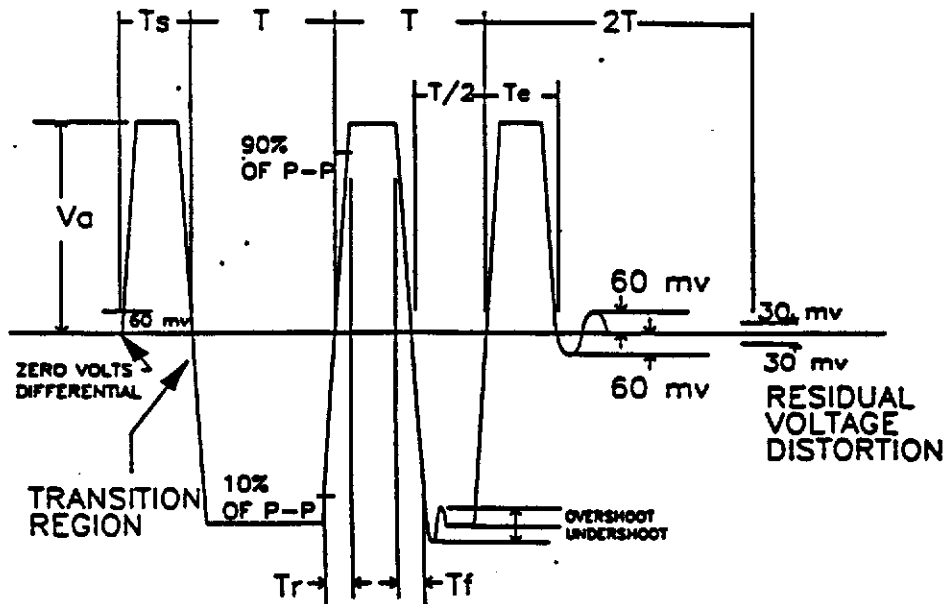 Ts
T
T
2T
T/2
Te
90%
OF P-P
Va
60 mv
60 mv
30 mv
30 mv
60 mv
ZERO VOLTS
DIFFERENTIAL
RESIDUAL
VOLTAGE
DISTORTION
TRANSITION
REGION
10%
OF P-P
OVERSHOOT
UNDERSHOOT
Tr
Tf